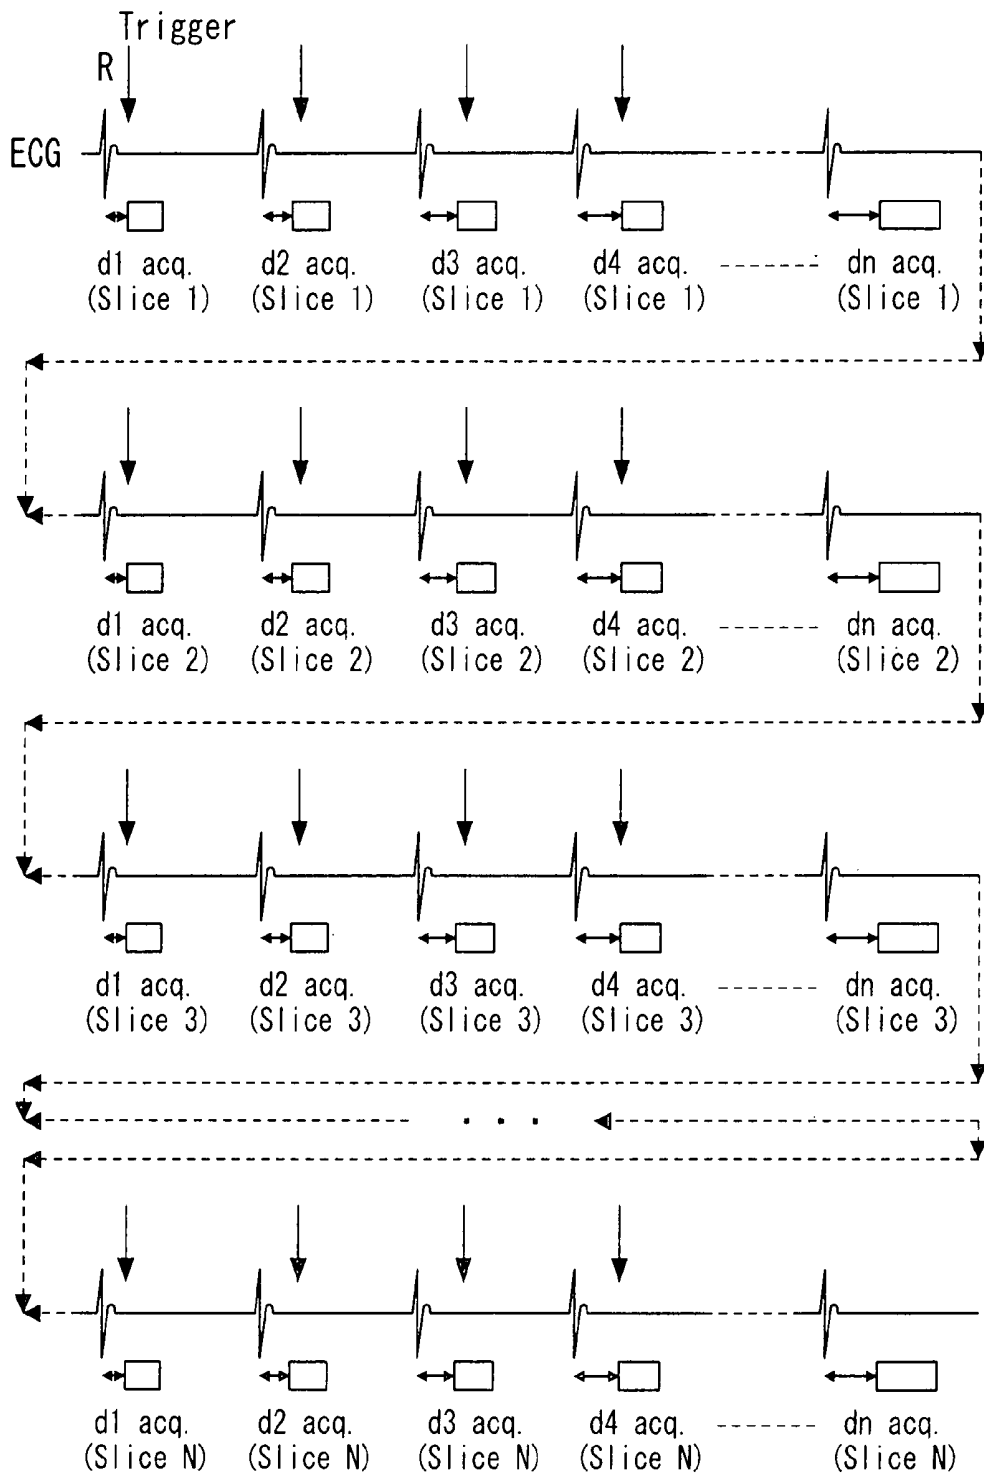 Trigger
R
ECG
d1 acq. d2 acq. d3 acq. d4 acq. dn acq.
(Slice 1) (Slice 1) (Slice 1) (Slice 1) (Slice 1)
d1 acq. d2 acq. d3 acq. d4 acq. dn acq.
(Slice 2) (Slice 2) (Slice 2) (Slice 2) (Slice 2)
d1 acq. d2 acq. d3 acq. d4 acq. dn acq.
(Slice 3) (Slice 3) (Slice 3) (Slice 3) (Slice 3)
. . .
d1 acq. d2 acq. d3 acq. d4 acq. dn acq.
(Slice N) (Slice N) (Slice N) (Slice N) (Slice N)